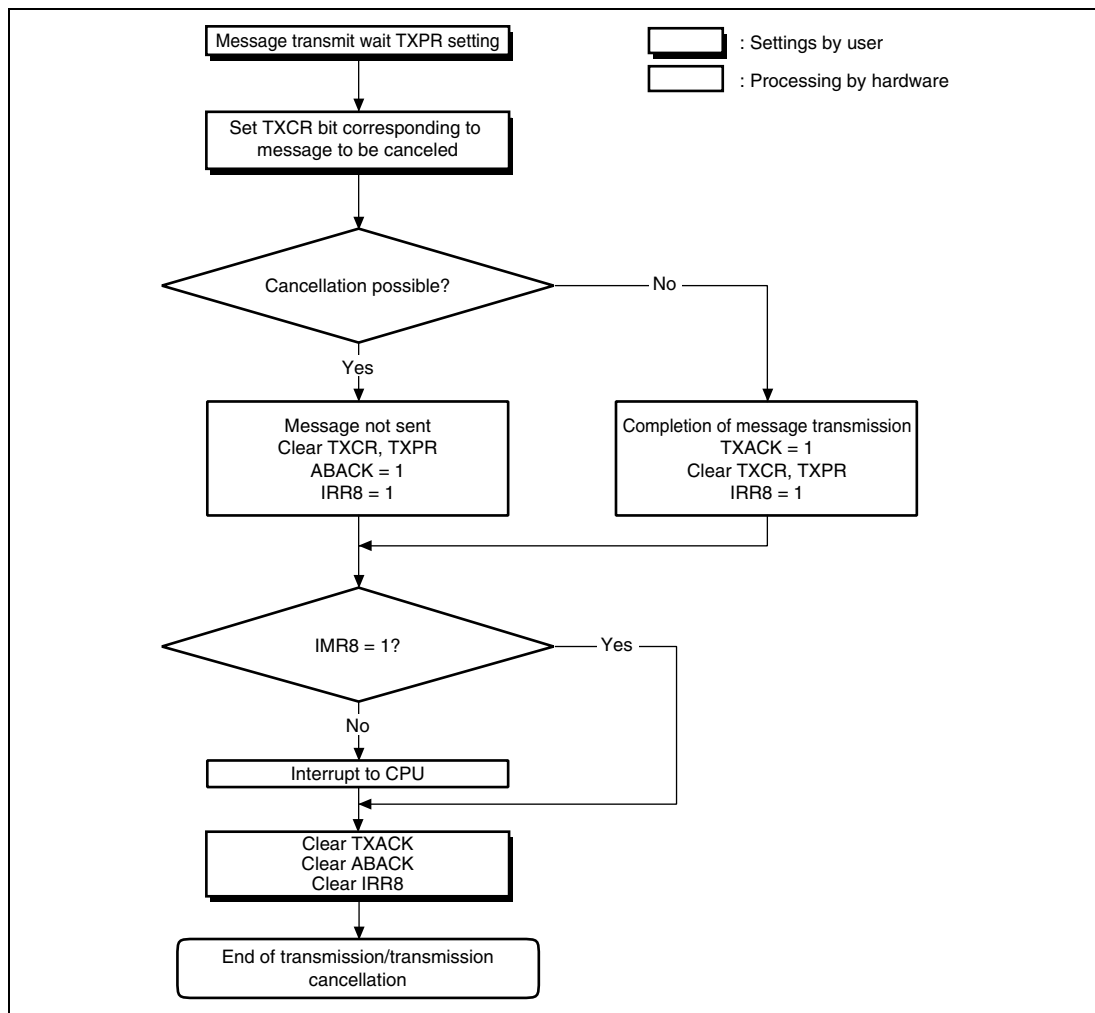 Message transmit wait TXPR setting
: Settings by user
: Processing by hardware
Set TXCR bit corresponding to
message to be canceled
Cancellation possible?
No
Yes
Message not sent
Clear TXCR, TXPR
ABACK = 1
IRR8 = 1
Completion of message transmission
TXACK = 1
Clear TXCR, TXPR
IRR8 = 1
IMR8 = 1?
Yes
No
Interrupt to CPU
Clear TXACK
Clear ABACK
Clear IRR8
End of transmission/transmission
cancellation